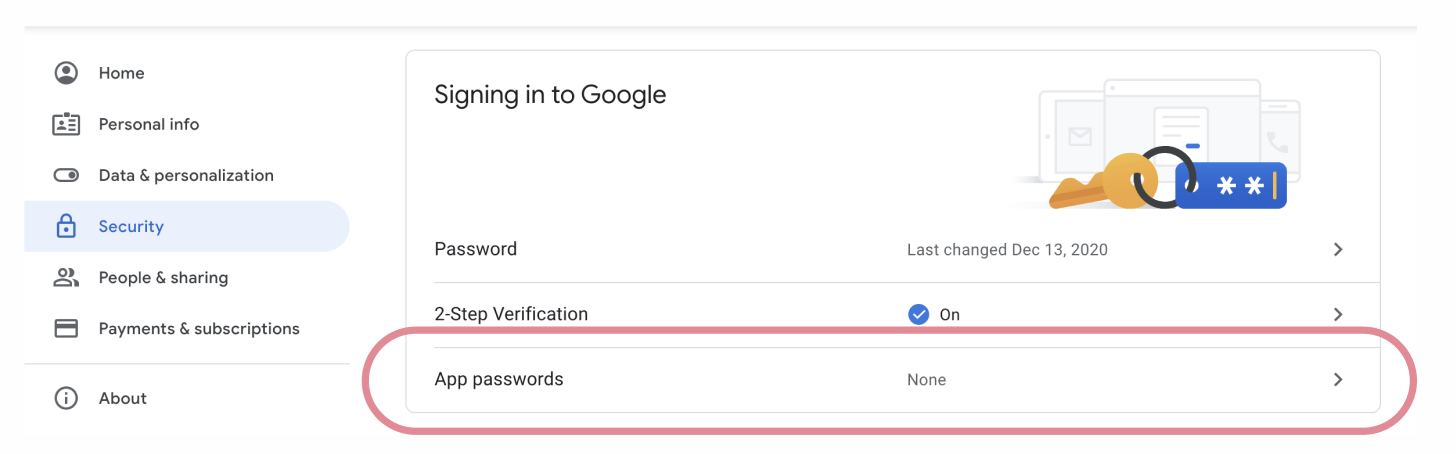 Home
Personal info
Data & personalization
Security
People & sharing
Payments & subscriptions
About
Signing in to Google
**
Password Last changed Dec 13, 2020
2-Step Verification On
App passwords None